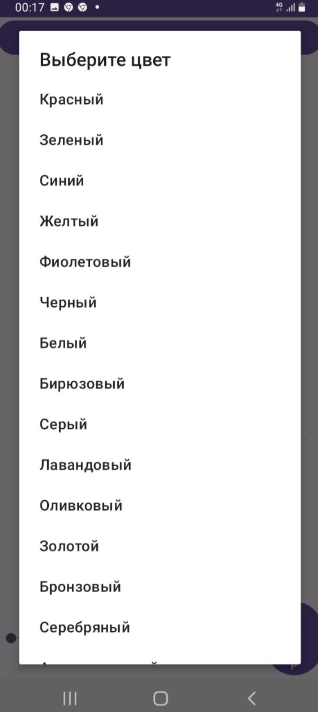 00:17
4G
Выберите цвет
Красный
Зеленый
Синий
Желтый
Фиолетовый
Черный
Белый
Бирюзовый
Серый
Лавандовый
Оливковый
Золотой
Бронзовый
Серебряный